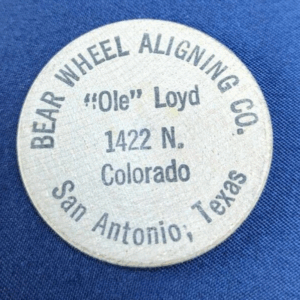 BEAR WHEEL ALIGNING CO.
"Ole" Loyd
1422 N.
Colorado
San Antonio, Texas